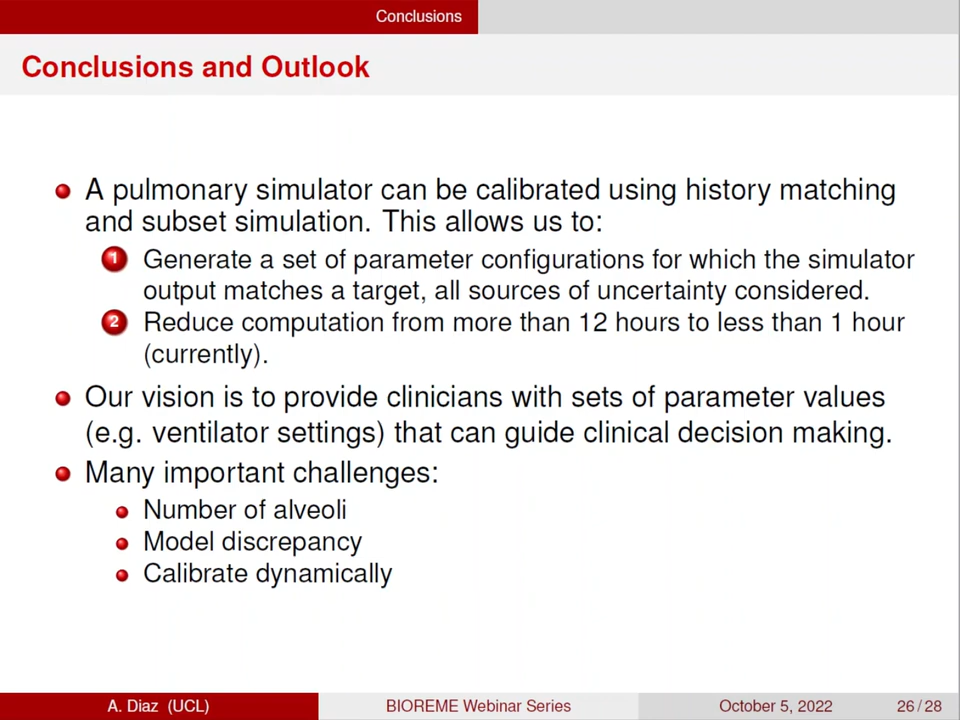 Conclusions
Conclusions and Outlook
A pulmonary simulator can be calibrated using history matching
and subset simulation. This allows us to:
1 Generate a set of parameter configurations for which the simulator
output matches a target, all sources of uncertainty considered.
2 Reduce computation from more than 12 hours to less than 1 hour
(currently).
Our vision is to provide clinicians with sets of parameter values
(e.g. ventilator settings) that can guide clinical decision making.
Many important challenges:
Number of alveoli
Model discrepancy
Calibrate dynamically
A. Diaz (UCL) BIOREME Webinar Series October 5, 2022 26 / 28